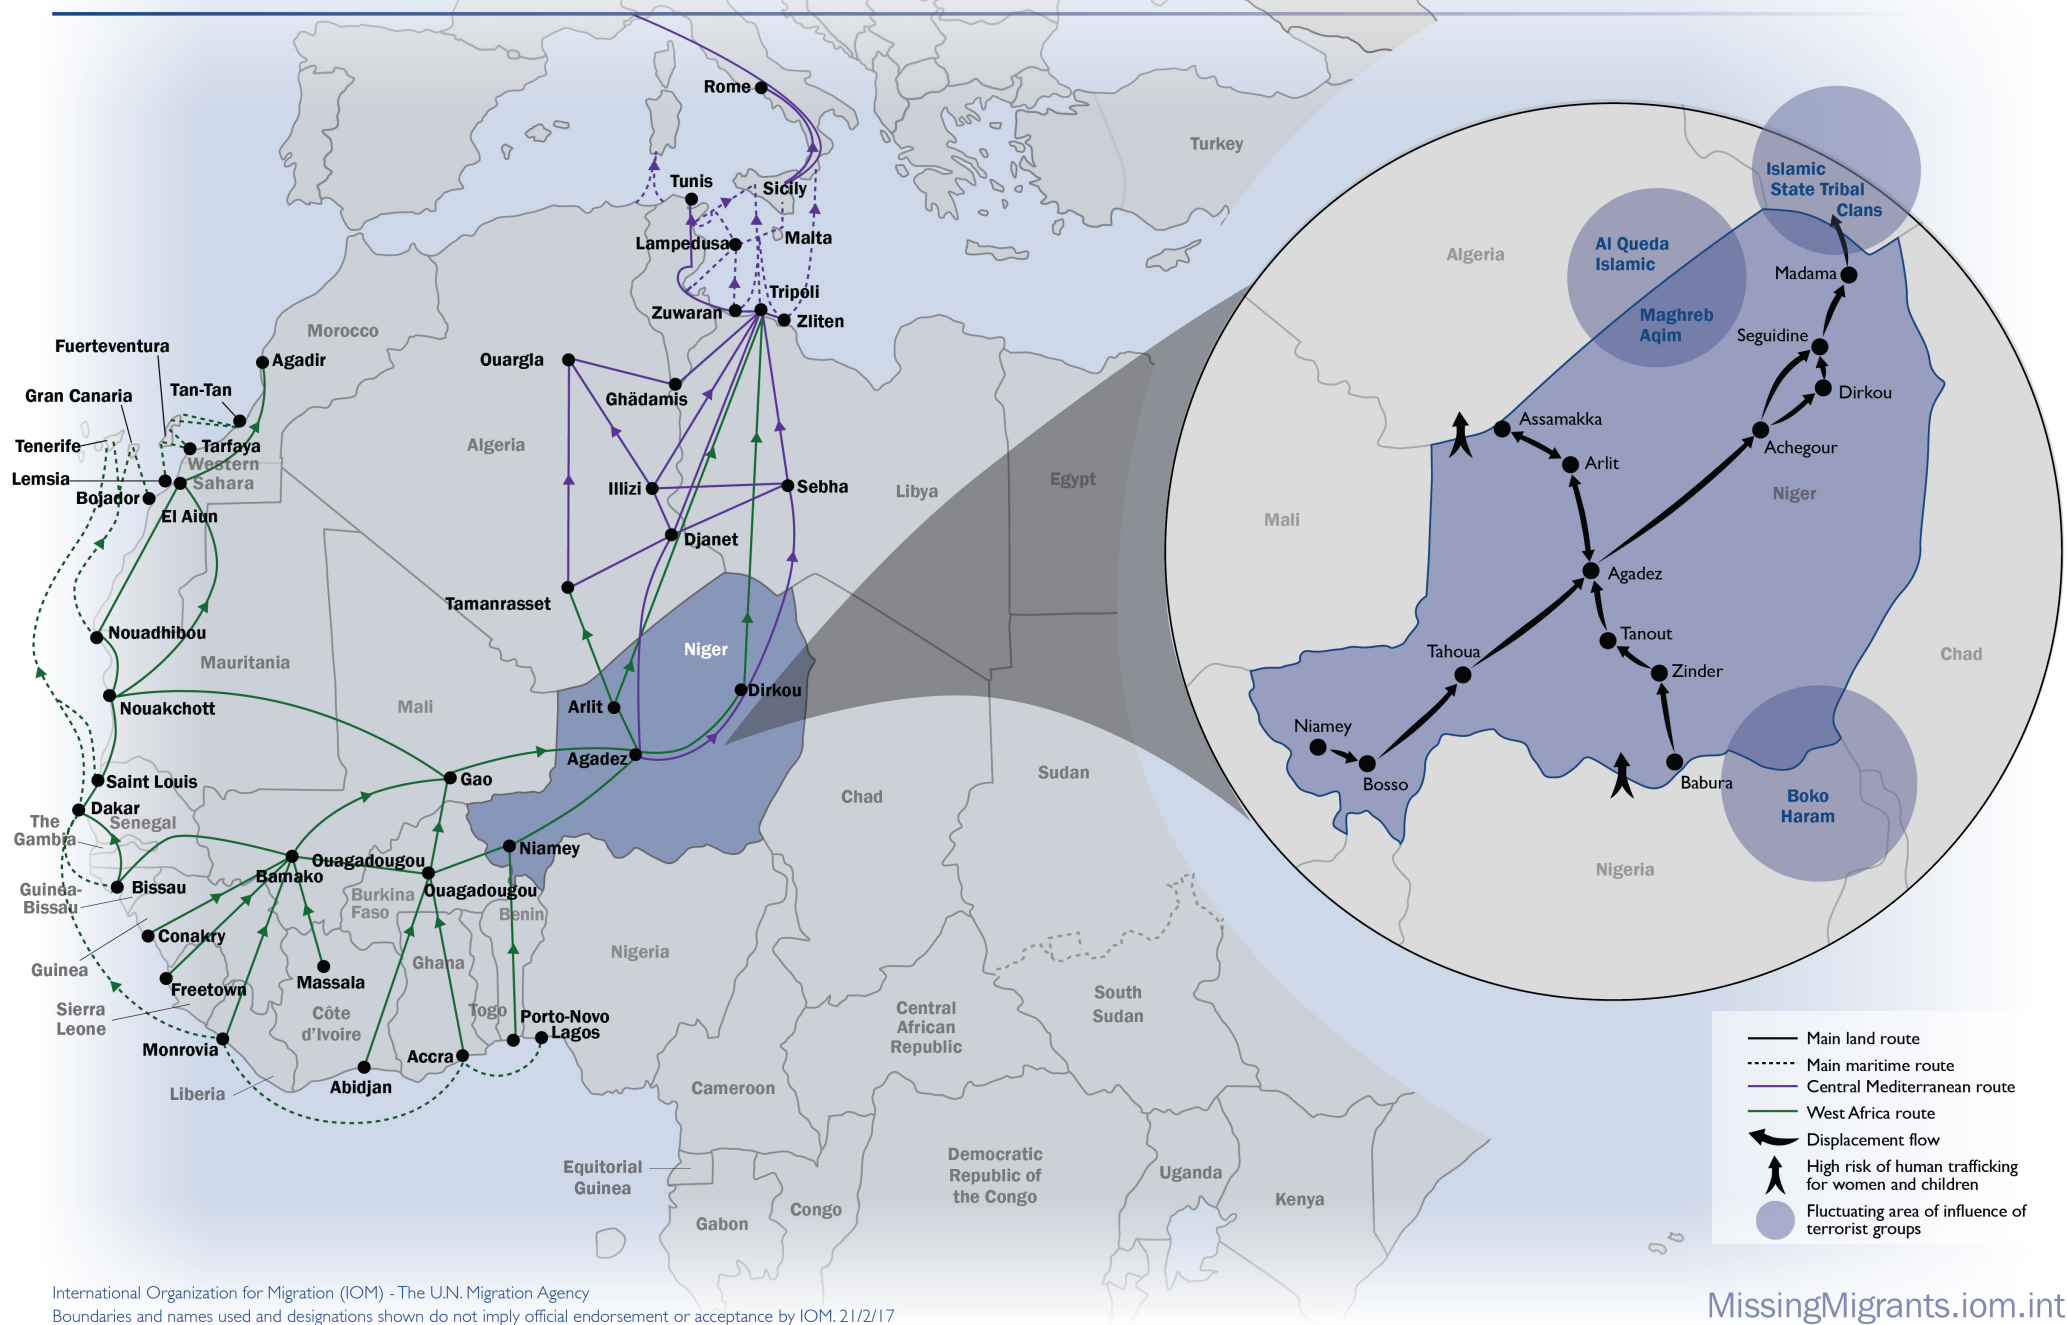 Rome
Turkey
Tunis
Sicily
Lampedusa
Malta
Tripoli
Zuwaran
Zliten
Morocco
Fuerteventura
Agadir
Ouargla
Gran Canaria
Tan-Tan
Ghädamis
Tenerife
Tarfaya
Algeria
Western
Sahara
Lemsia
Bojador
El Aiun
Illizi
Sebha
Libya
Egypt
Djanet
Tamanrasset
Nouadhibou
Mauritania
Niger
Nouakchott
Mali
Arlit
Dirkou
Agadez
Gao
Saint Louis
Dakar
Senegal
The
Gambia
Chad
Sudan
Niamey
Ouagadougou
Bamako
Ouagadougou
Bissau
Guinea-
Bissau
Burkina
Faso
Benin
Conakry
Guinea
Ghana
Nigeria
Massala
Freetown
Sierra
Leone
Côte
d'Ivoire
Togo
Porto-Novo
Lagos
Monrovia
Accra
Abidjan
Liberia
Central
African
Republic
South
Sudan
Cameroon
Equitorial
Guinea
Gabon
Congo
Democratic
Republic of
the Congo
Uganda
Kenya
Islamic
State Tribal
Clans
Al Queda
Islamic
Maghreb
Aqim
Algeria
Madama
Seguidine
Dirkou
Assamakka
Achegour
Arlit
Niger
Mali
Agadez
Tanout
Tahoua
Zinder
Chad
Niamey
Bosso
Babura
Boko
Haram
Nigeria
Main land route
Main maritime route
Central Mediterranean route
West Africa route
Displacement flow
High risk of human trafficking
for women and children
Fluctuating area of influence of
terrorist groups
International Organization for Migration (IOM) - The U.N. Migration Agency
Boundaries and names used and designations shown do not imply official endorsement or acceptance by IOM. 21/2/17
MissingMigrants.iom.int